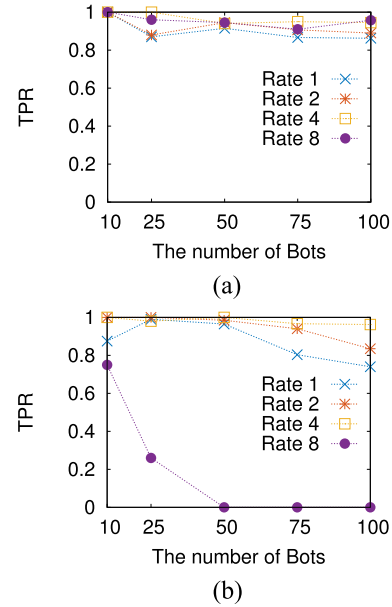 1
0.8
0.6
0.4
0.2
0
TPR
Rate 1
Rate 2
Rate 4
Rate 8
10 25 50 75 100
The number of Bots
(a)
1
0.8
0.6
0.4
0.2
0
TPR
Rate 1
Rate 2
Rate 4
Rate 8
10 25 50 75 100
The number of Bots
(b)